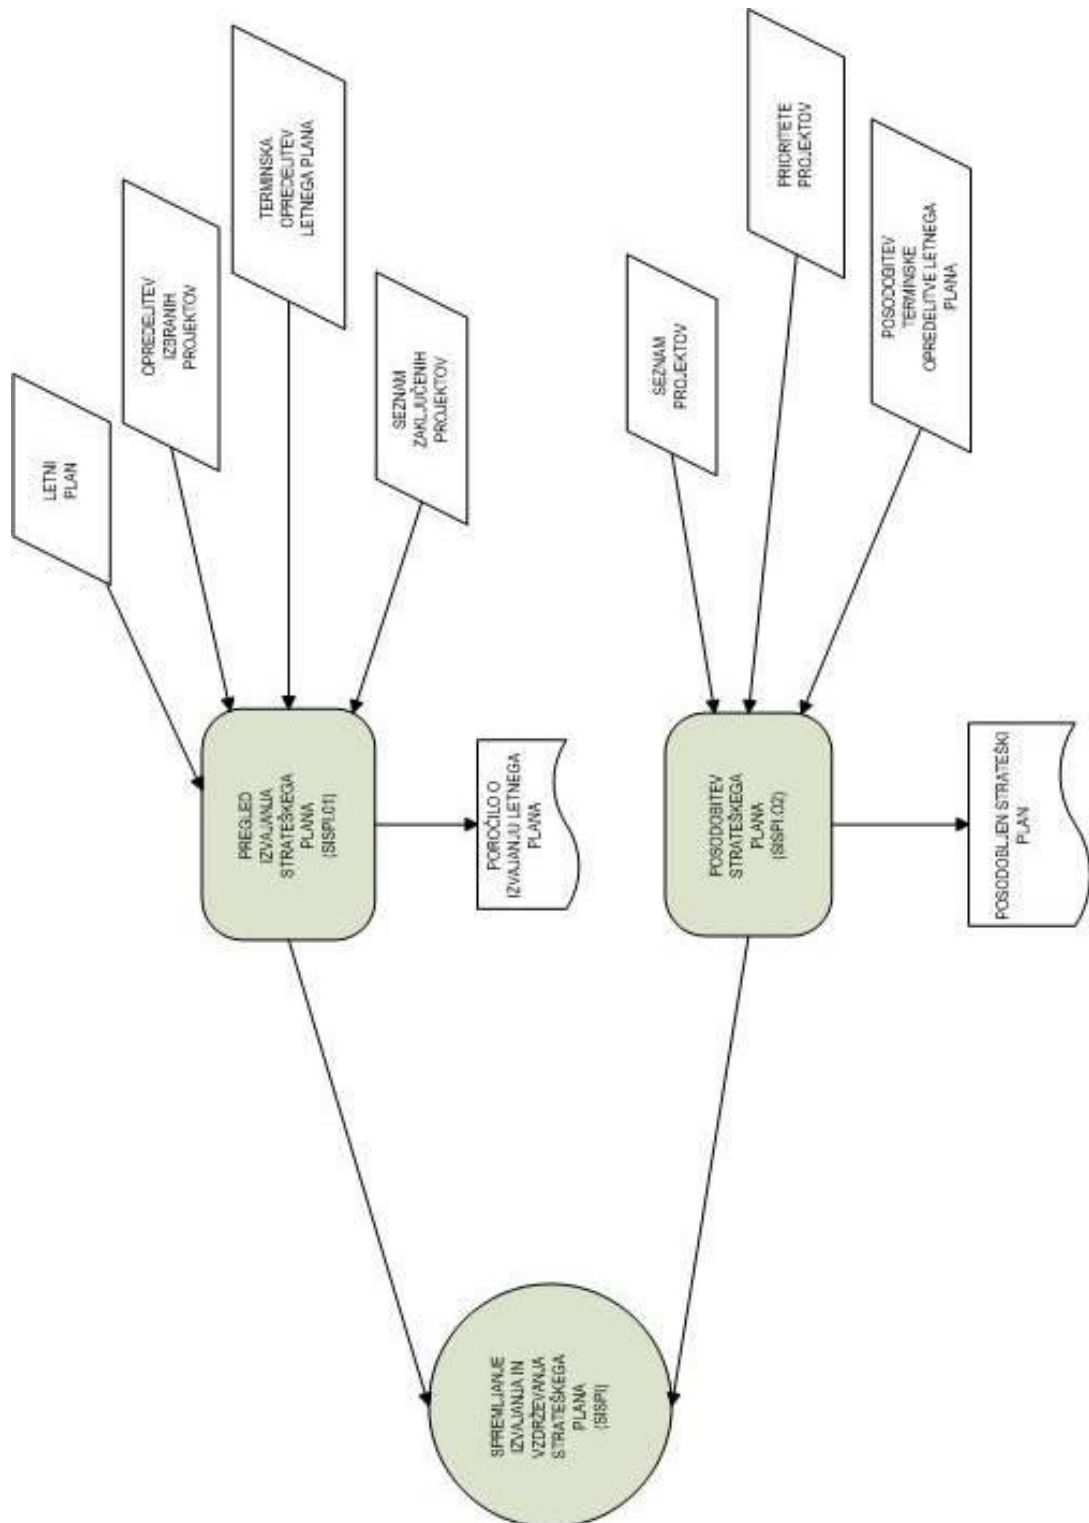 LETNI
PLAN
OPREDELITEV
IZBRANIH
PROJEKTOV
TERMINSKA
OPREDELITEV
LETNEGA PLANA
SEZNAM
ZAKLJUČENIH
PROJEKTOV
SEZNAM
PROJEKTOV
PRIORITETE
PROJEKTOV
POSODOBITEV
TERMINSKE
OPREDELITVE LETNEGA
PLANA
PREGLED
IZVAJANJA
STRATEŠKEGA
PLANA
(SISPI.01)
POROČILO O
IZVAJANJU LETNEGA
PLANA
POSODOBITEV
STRATEŠKEGA
PLANA
(SISPI.02)
POSODOBLJEN STRATEŠKI
PLAN
SPREMLJANJE
IZVAJANJA IN
VZDRŽEVANJA
STRATEŠKEGA
PLANA
(SISPI)